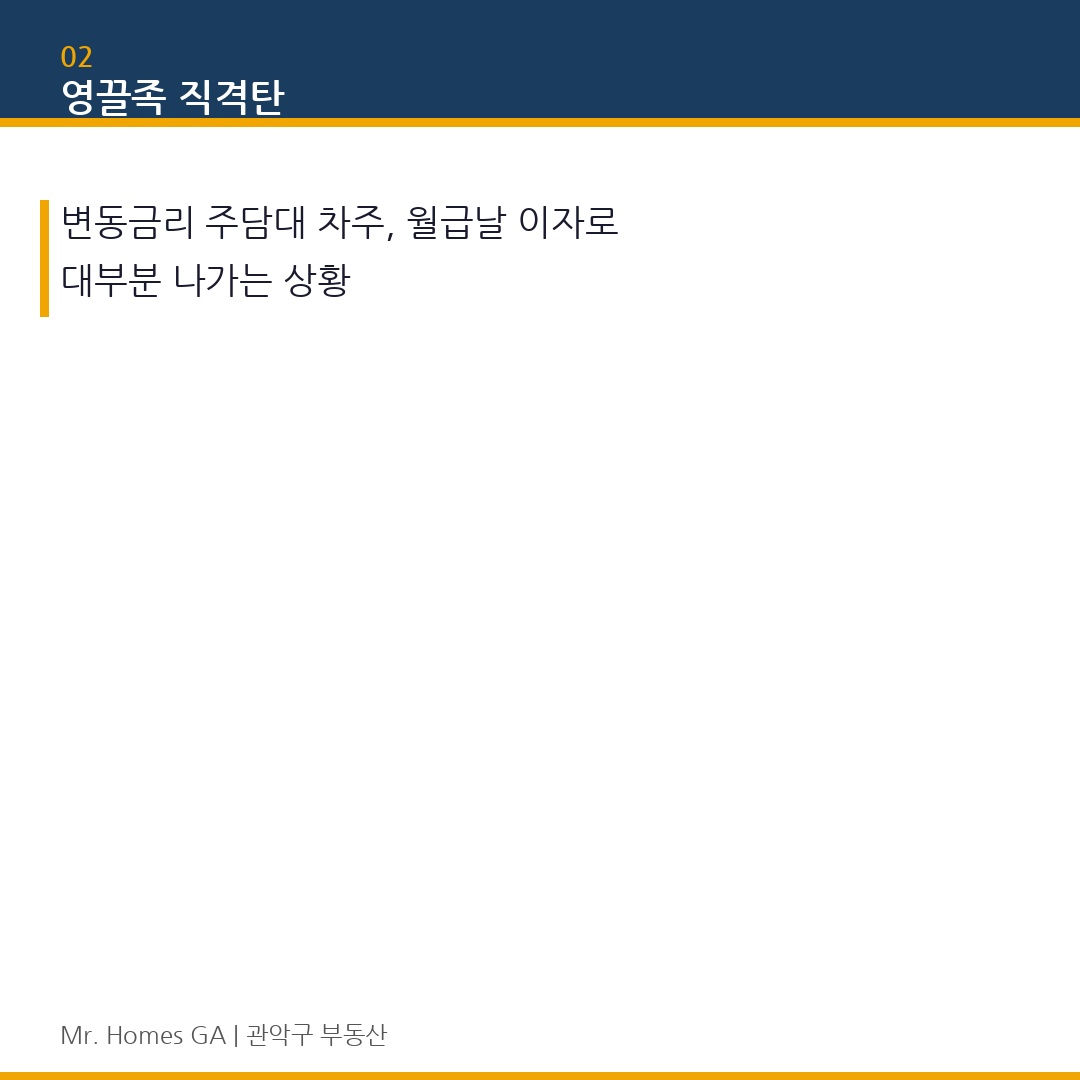 02
영끌족 직격탄
변동금리 주담대 차주, 월급날 이자로
대부분 나가는 상황
Mr. Homes GA | 관악구 부동산